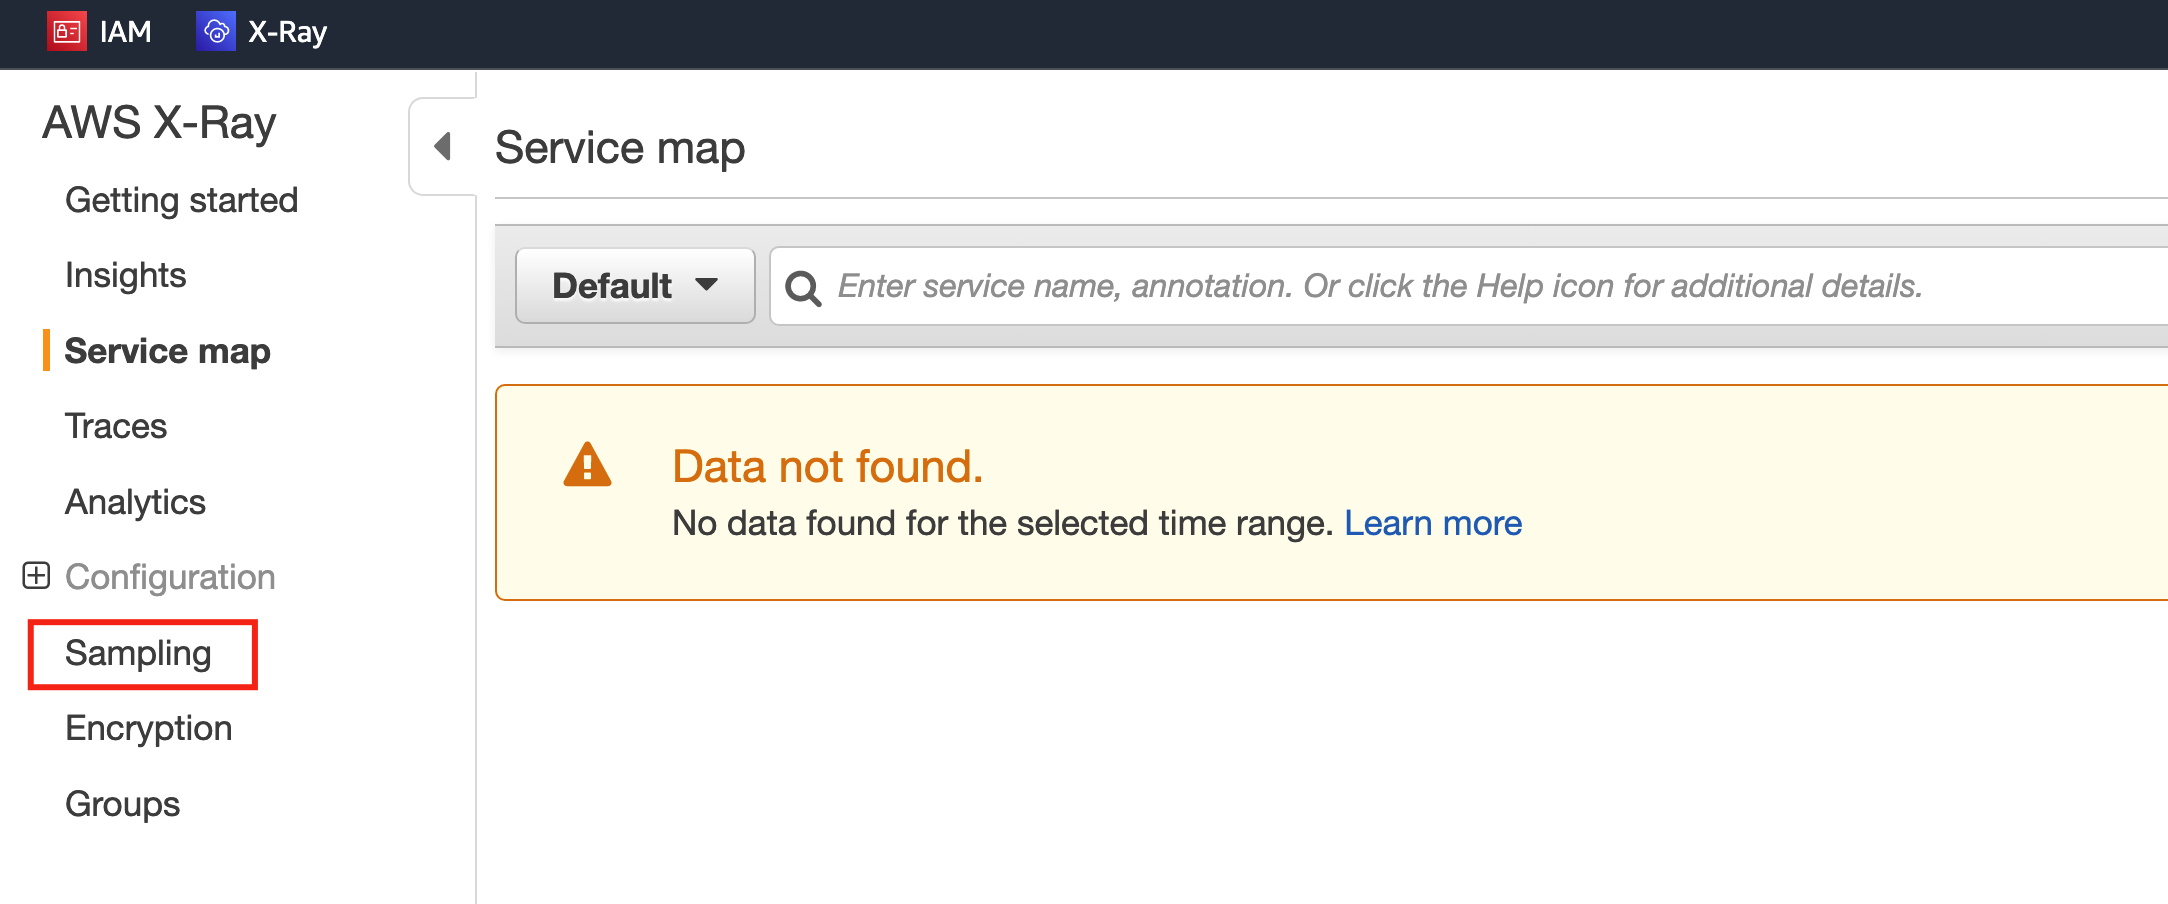 IAM X-Ray
AWS X-Ray
Getting started
Insights
Service map
Traces
Analytics
Configuration
Sampling
Encryption
Groups
Service map
Default Enter service name, annotation. Or click the Help icon for additional details.
Data not found.
No data found for the selected time range. Learn more